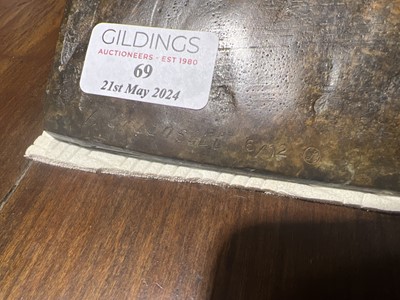 GILDINGS
AUCTIONEERS - EST 1980
69
21st May 2024